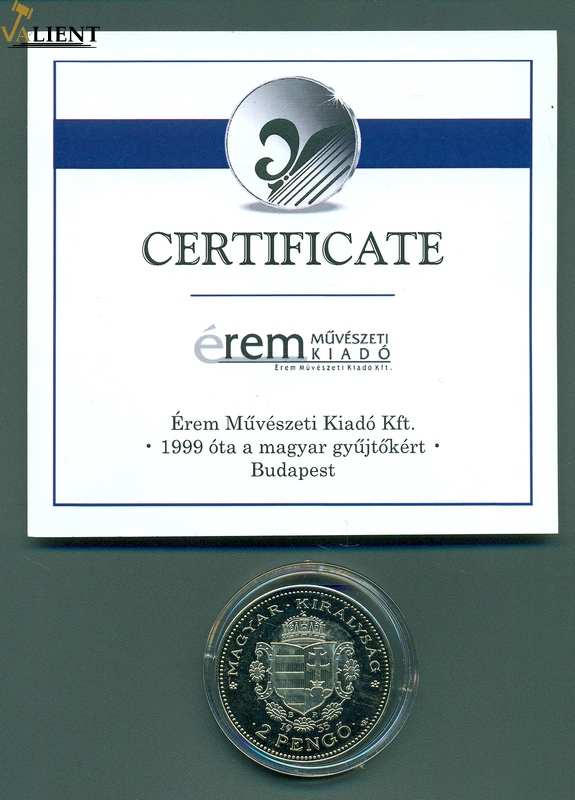 VALIENT
CERTIFICATE
érem MŰVÉSZETI
KIADÓ
Érem Művészeti Kiadó Kft.
Érem Művészeti Kiadó Kft.
• 1999 óta a magyar gyűjtőkért •
Budapest
MAGYAR · KIRÁLYSÁG
B P
1935
2 PENGŐ